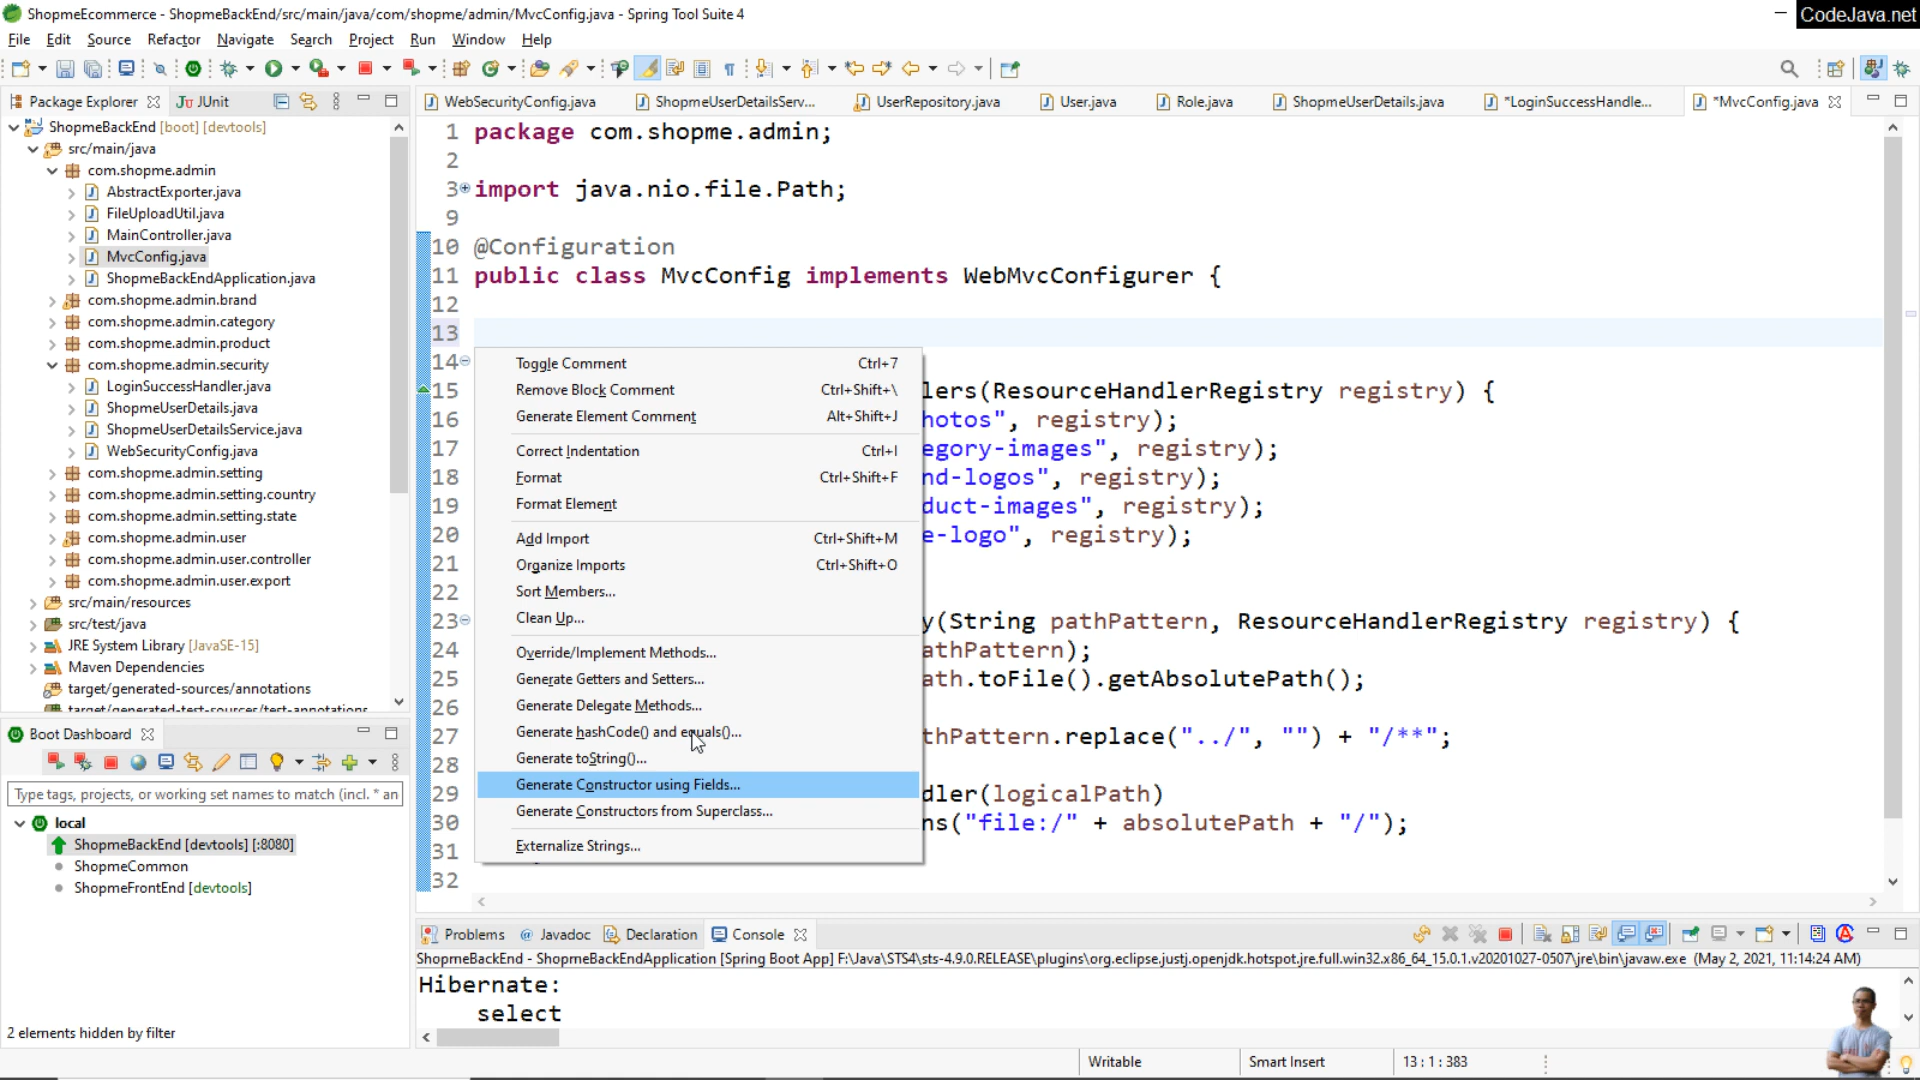 ShopmeEcommerce - ShopmeBackEnd/src/main/java/com/shopme/admin/MvcConfig.java - Spring Tool Suite 4
CodeJava.net
File Edit Source Refactor Navigate Search Project Run Window Help
Package Explorer
JUnit
WebSecurityConfig.java
ShopmeUserDetailsServ...
UserRepository.java
User.java
Role.java
ShopmeUserDetails.java
*LoginSuccessHandle...
*MvcConfig.java
ShopmeBackEnd [boot] [devtools]
src/main/java
com.shopme.admin
AbstractExporter.java
FileUploadUtil.java
MainController.java
MvcConfig.java
ShopmeBackEndApplication.java
com.shopme.admin.brand
com.shopme.admin.category
com.shopme.admin.product
com.shopme.admin.security
LoginSuccessHandler.java
ShopmeUserDetails.java
ShopmeUserDetailsService.java
WebSecurityConfig.java
com.shopme.admin.setting
com.shopme.admin.setting.country
com.shopme.admin.setting.state
com.shopme.admin.user
com.shopme.admin.user.controller
com.shopme.admin.user.export
src/main/resources
src/test/java
JRE System Library [JavaSE-15]
Maven Dependencies
target/generated-sources/annotations
target/generated-test-sources/test-annotations
1 package com.shopme.admin;
2
3 import java.nio.file.Path;
9
10 @Configuration
11 public class MvcConfig implements WebMvcConfigurer {
12
13
14
15 lers(ResourceHandlerRegistry registry) {
16 hotos", registry);
17 egory-images", registry);
18 nd-logos", registry);
19 duct-images", registry);
20 e-logo", registry);
21
22
23 y(String pathPattern, ResourceHandlerRegistry registry) {
24 athPattern);
25 ath.toFile().getAbsolutePath();
26
27 thPattern.replace("../", "") + "/**";
28
29 dler(logicalPath)
30 ns("file:/" + absolutePath + "/");
31
32
Toggle Comment Ctrl+7
Remove Block Comment Ctrl+Shift+\
Generate Element Comment Alt+Shift+J
Correct Indentation Ctrl+I
Format Ctrl+Shift+F
Format Element
Add Import Ctrl+Shift+M
Organize Imports Ctrl+Shift+O
Sort Members...
Clean Up...
Override/Implement Methods...
Generate Getters and Setters...
Generate Delegate Methods...
Generate hashCode() and equals()...
Generate toString()...
Generate Constructor using Fields...
Generate Constructors from Superclass...
Externalize Strings...
Boot Dashboard
Type tags, projects, or working set names to match (incl. * an
local
ShopmeBackEnd [devtools] [:8080]
ShopmeCommon
ShopmeFrontEnd [devtools]
2 elements hidden by filter
Problems
@ Javadoc
Declaration
Console
ShopmeBackEnd - ShopmeBackEndApplication [Spring Boot App] F:\Java\STS4\sts-4.9.0.RELEASE\plugins\org.eclipse.justj.openjdk.hotspot.jre.full.win32.x86_64_15.0.1.v20201027-0507\jre\bin\javaw.exe (May 2, 2021, 11:14:24 AM)
Hibernate:
select
Writable
Smart Insert
13 : 1 : 383